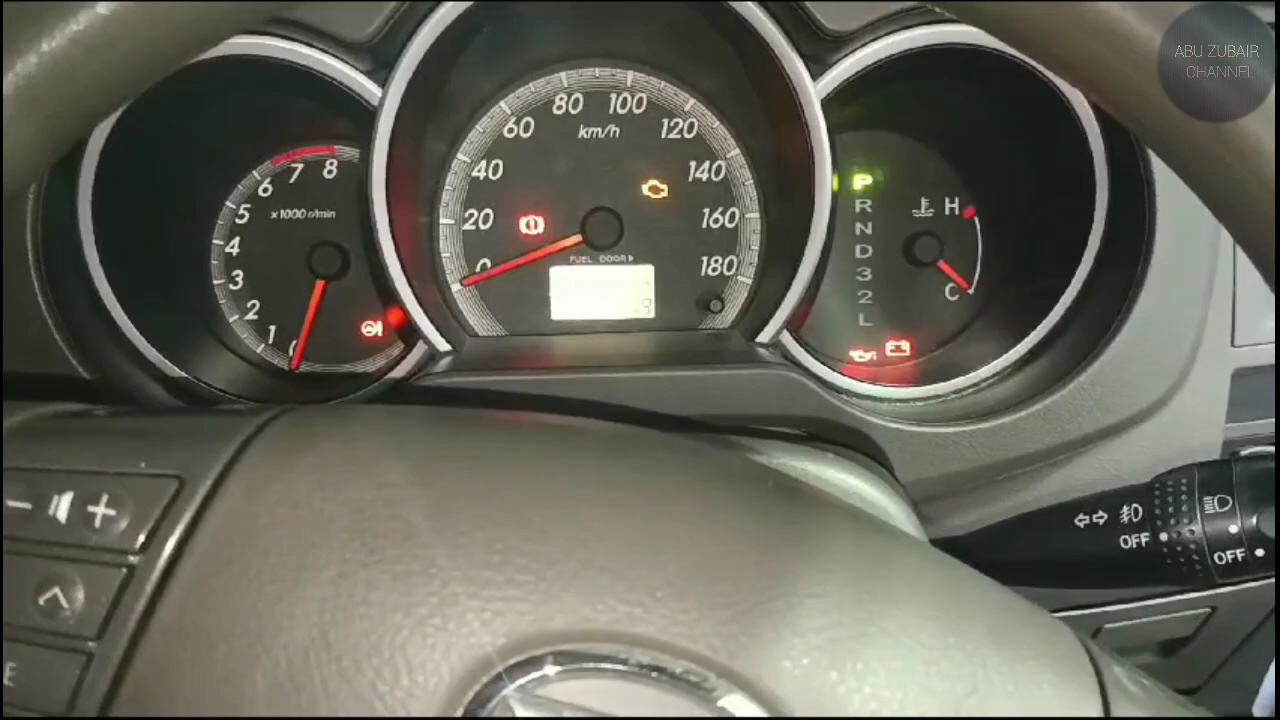 ABU ZUBAIR
CHANNEL
80 100
60 km/h 120
40 140
20 160
0 180
FUEL DOOR
8
7
6
5
x1000 r/min
4
3
2
1
0
P
R
N
D
3
2
L
H
C
- +
OFF
OFF
E